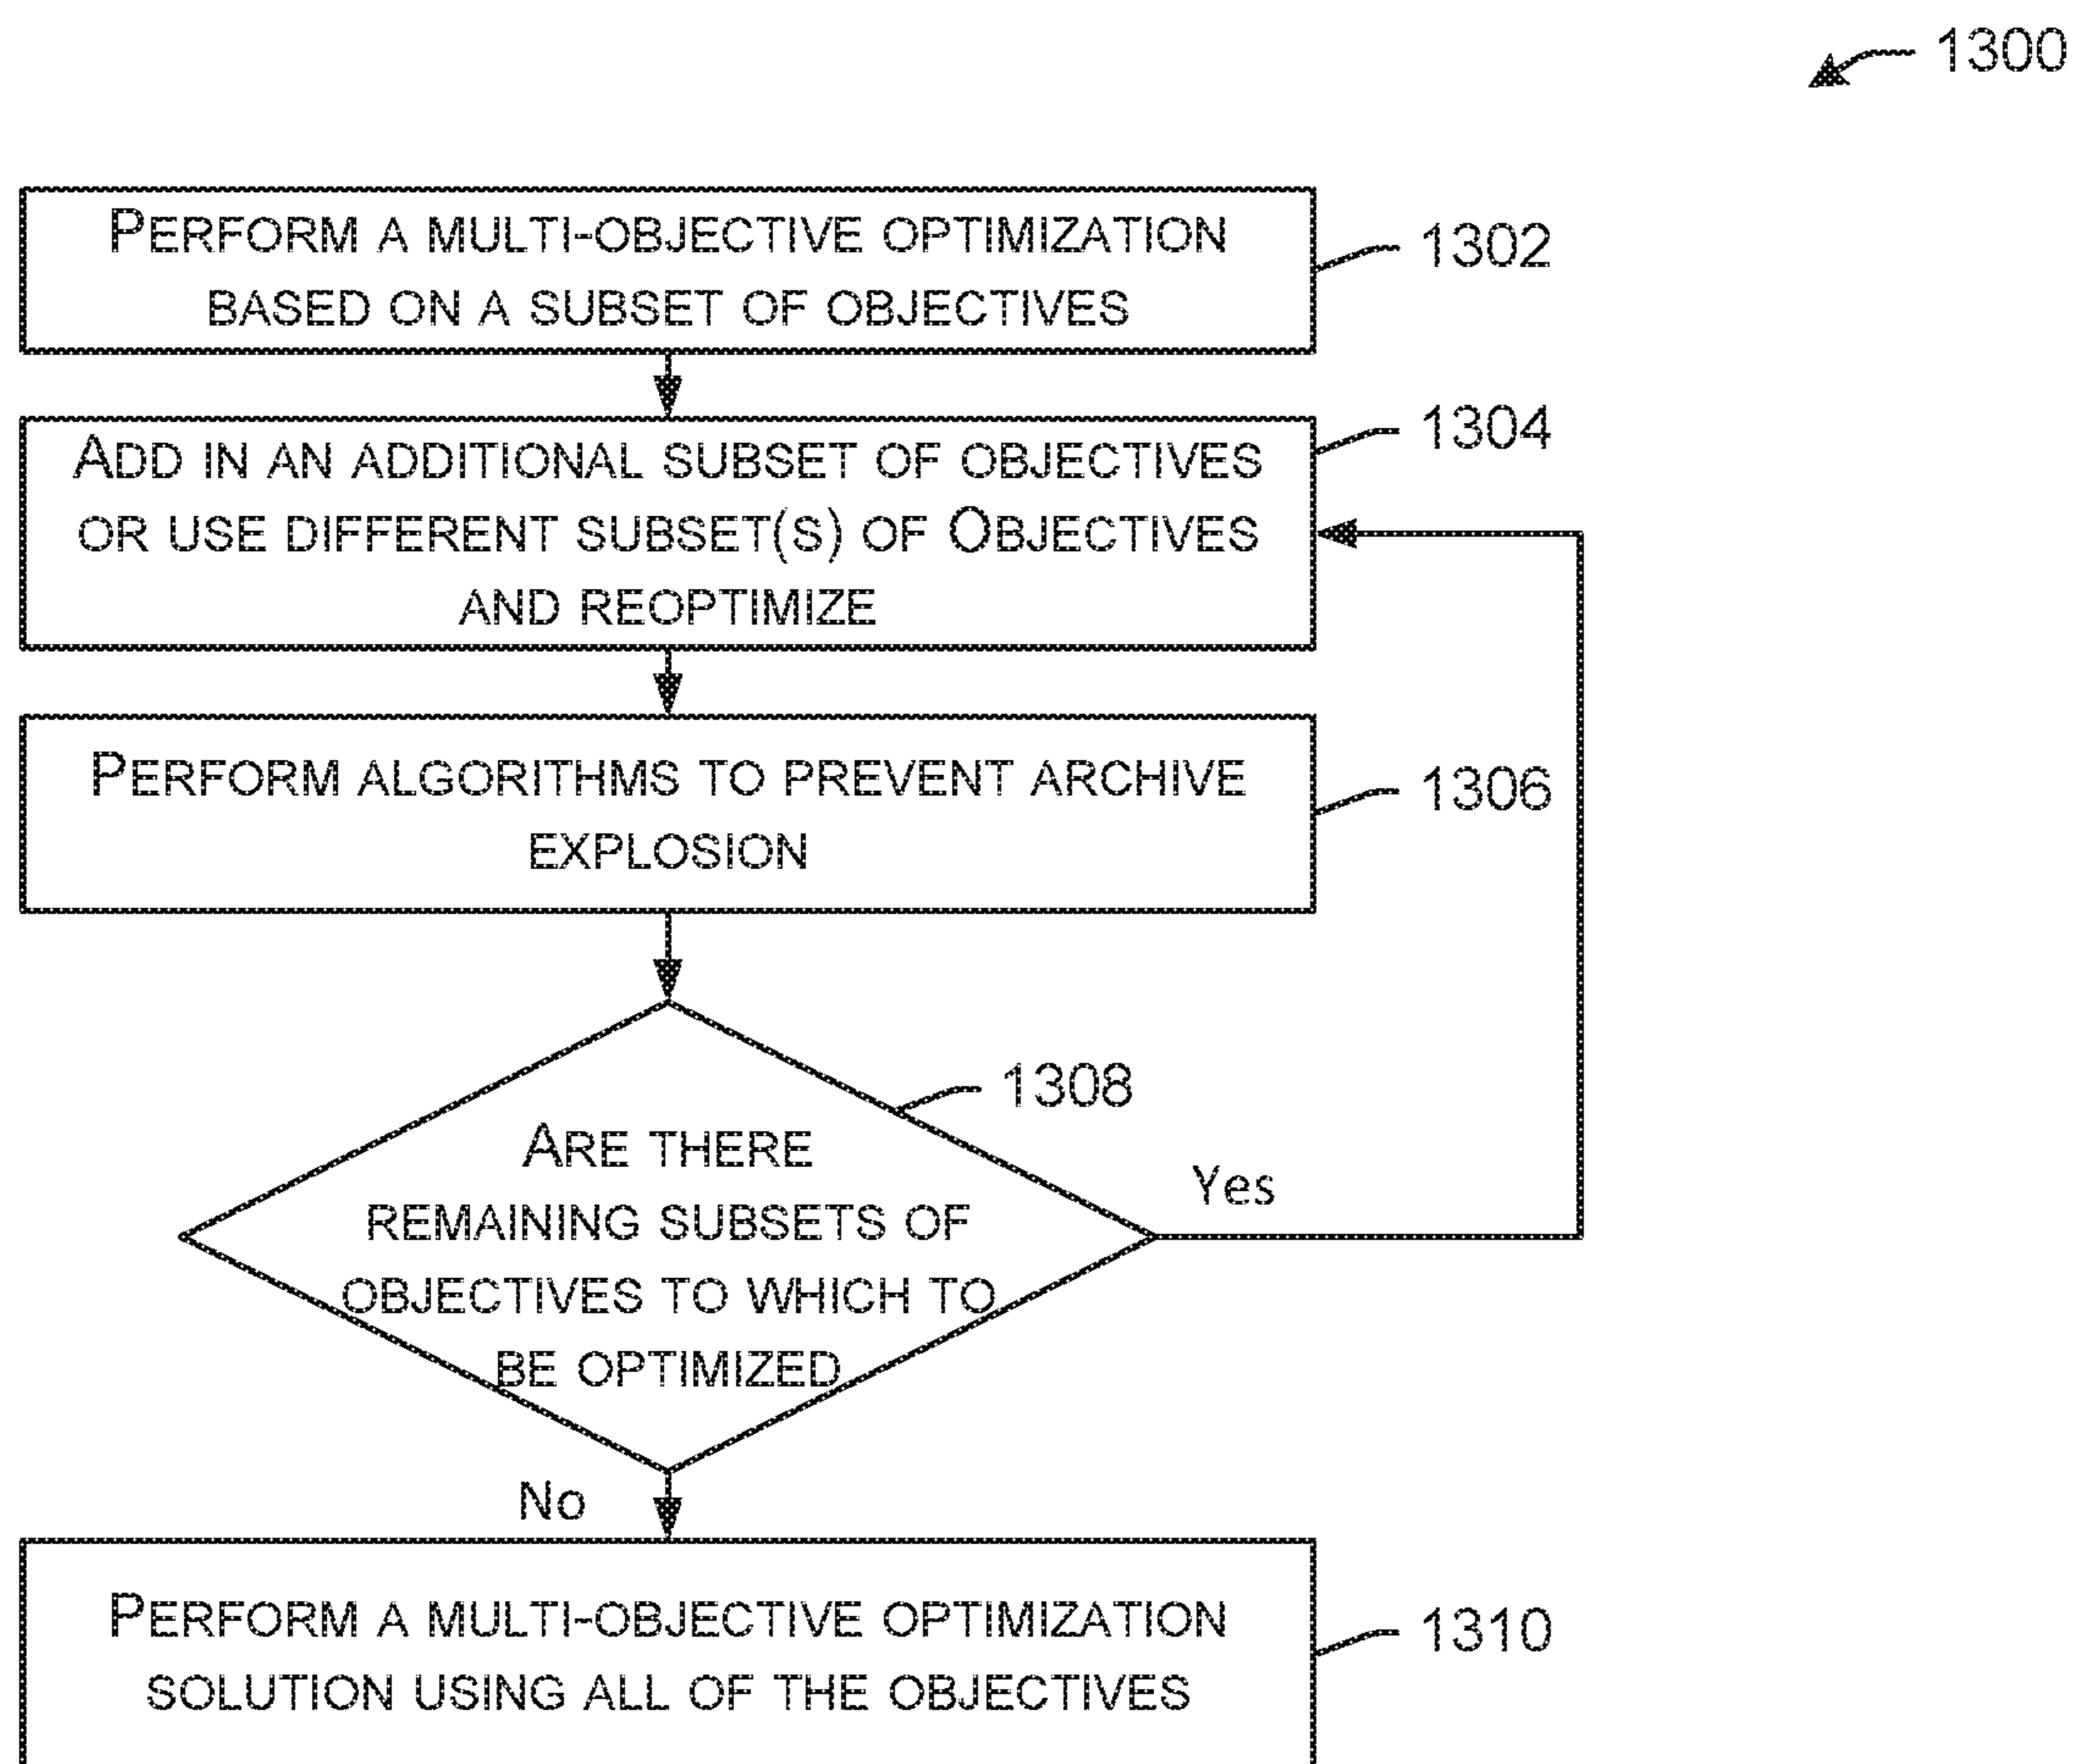 1300
PERFORM A MULTI-OBJECTIVE OPTIMIZATION
BASED ON A SUBSET OF OBJECTIVES
1302
ADD IN AN ADDITIONAL SUBSET OF OBJECTIVES
OR USE DIFFERENT SUBSET(S) OF OBJECTIVES
AND REOPTIMIZE
1304
PERFORM ALGORITHMS TO PREVENT ARCHIVE
EXPLOSION
1306
1308
ARE THERE
REMAINING SUBSETS OF
OBJECTIVES TO WHICH TO
BE OPTIMIZED
Yes
No
PERFORM A MULTI-OBJECTIVE OPTIMIZATION
SOLUTION USING ALL OF THE OBJECTIVES
1310